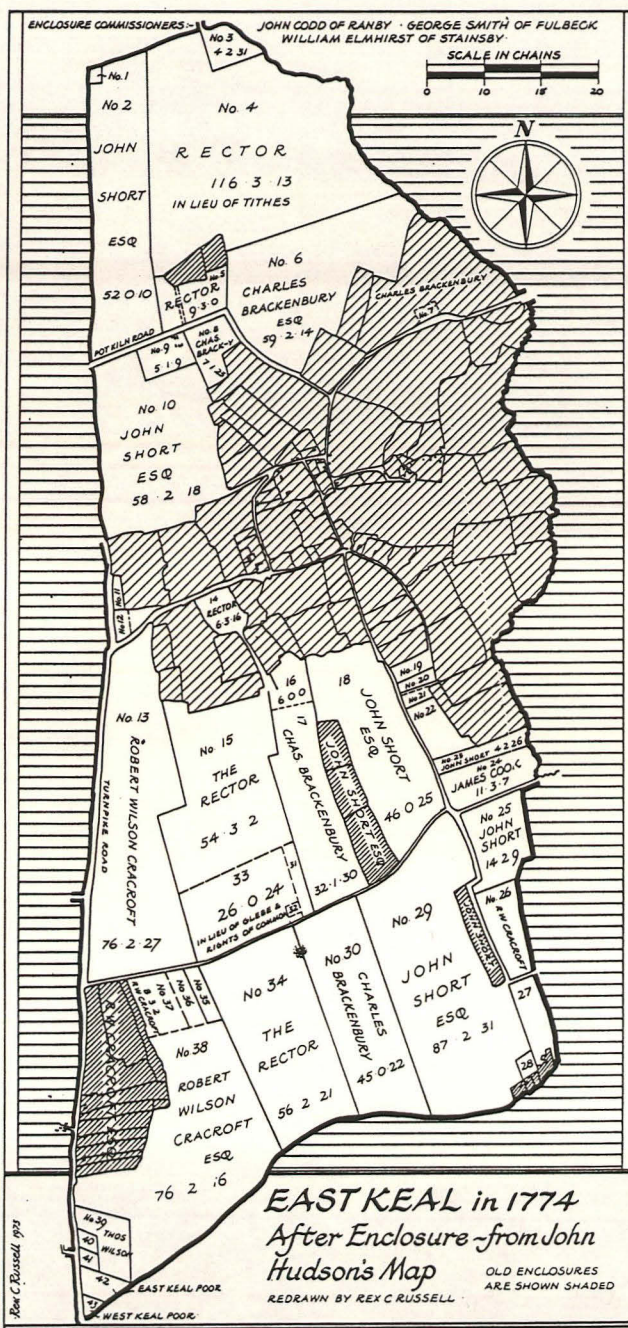 ENCLOSURE COMMISSIONERS:- JOHN CODD OF RANBY · GEORGE SMITH OF FULBECK
WILLIAM ELMHIRST OF STAINSBY
SCALE IN CHAINS
0 5 10 15 20
N
No 3
4 2 31
No. 1
No 2
JOHN
SHORT
ESQ
52 0 10
No. 4
RECTOR
116 · 3 · 13
IN LIEU OF TITHES
No 5
RECTOR
9 · 3 · 0
No. 6
CHARLES
BRACKENBURY
ESQ
59 · 2 · 14
CHARLES BRACKENBURY
No 7
POT KILN ROAD
No. 9
5 · 1 · 9
No. 8
CHAS
BRACK-Y
No. 10
JOHN
SHORT
ESQ
58 · 2 18
No 11
No 12
14
RECTOR
6·3·16
No. 13
ROBERT WILSON CRACROFT
76 · 2 · 27
TURNPIKE ROAD
No. 15
THE
RECTOR
54 · 3 2
16
6 0 0
17
CHAS BRACKENBURY
32 · 1 · 30
JOHN SHORT ESQ
18
JOHN SHORT
ESQ
46 0 25
No 19
No 20
No 21
No 22
No 23
JOHN SHORT 4 2 26
No 24
JAMES COOK
11 · 3 · 7
No 25
JOHN
SHORT
14 2 9
No. 26
R W CRACROFT
JOHN SHORT
27
28
No. 29
JOHN
SHORT
ESQ
87 · 2 · 31
No 30
CHARLES
BRACKENBURY
45 · 0 · 22
31
32
33
26 · 0 24
IN LIEU OF GLEBE &
RIGHTS OF COMMON
No 34
THE
RECTOR
56 2 21
No 35
No 36
No 37
8 3 2
R W CRACROFT
R W CRACROFT ESQ
No. 38
ROBERT
WILSON
CRACROFT
ESQ
76 2 16
No 39
THOS
WILSON
40
41
42
EAST KEAL POOR
43
WEST KEAL POOR
EAST KEAL in 1774
After Enclosure ~ from John
Hudson's Map
OLD ENCLOSURES
ARE SHOWN SHADED
REDRAWN BY REX C RUSSELL
Rex C Russell 1973